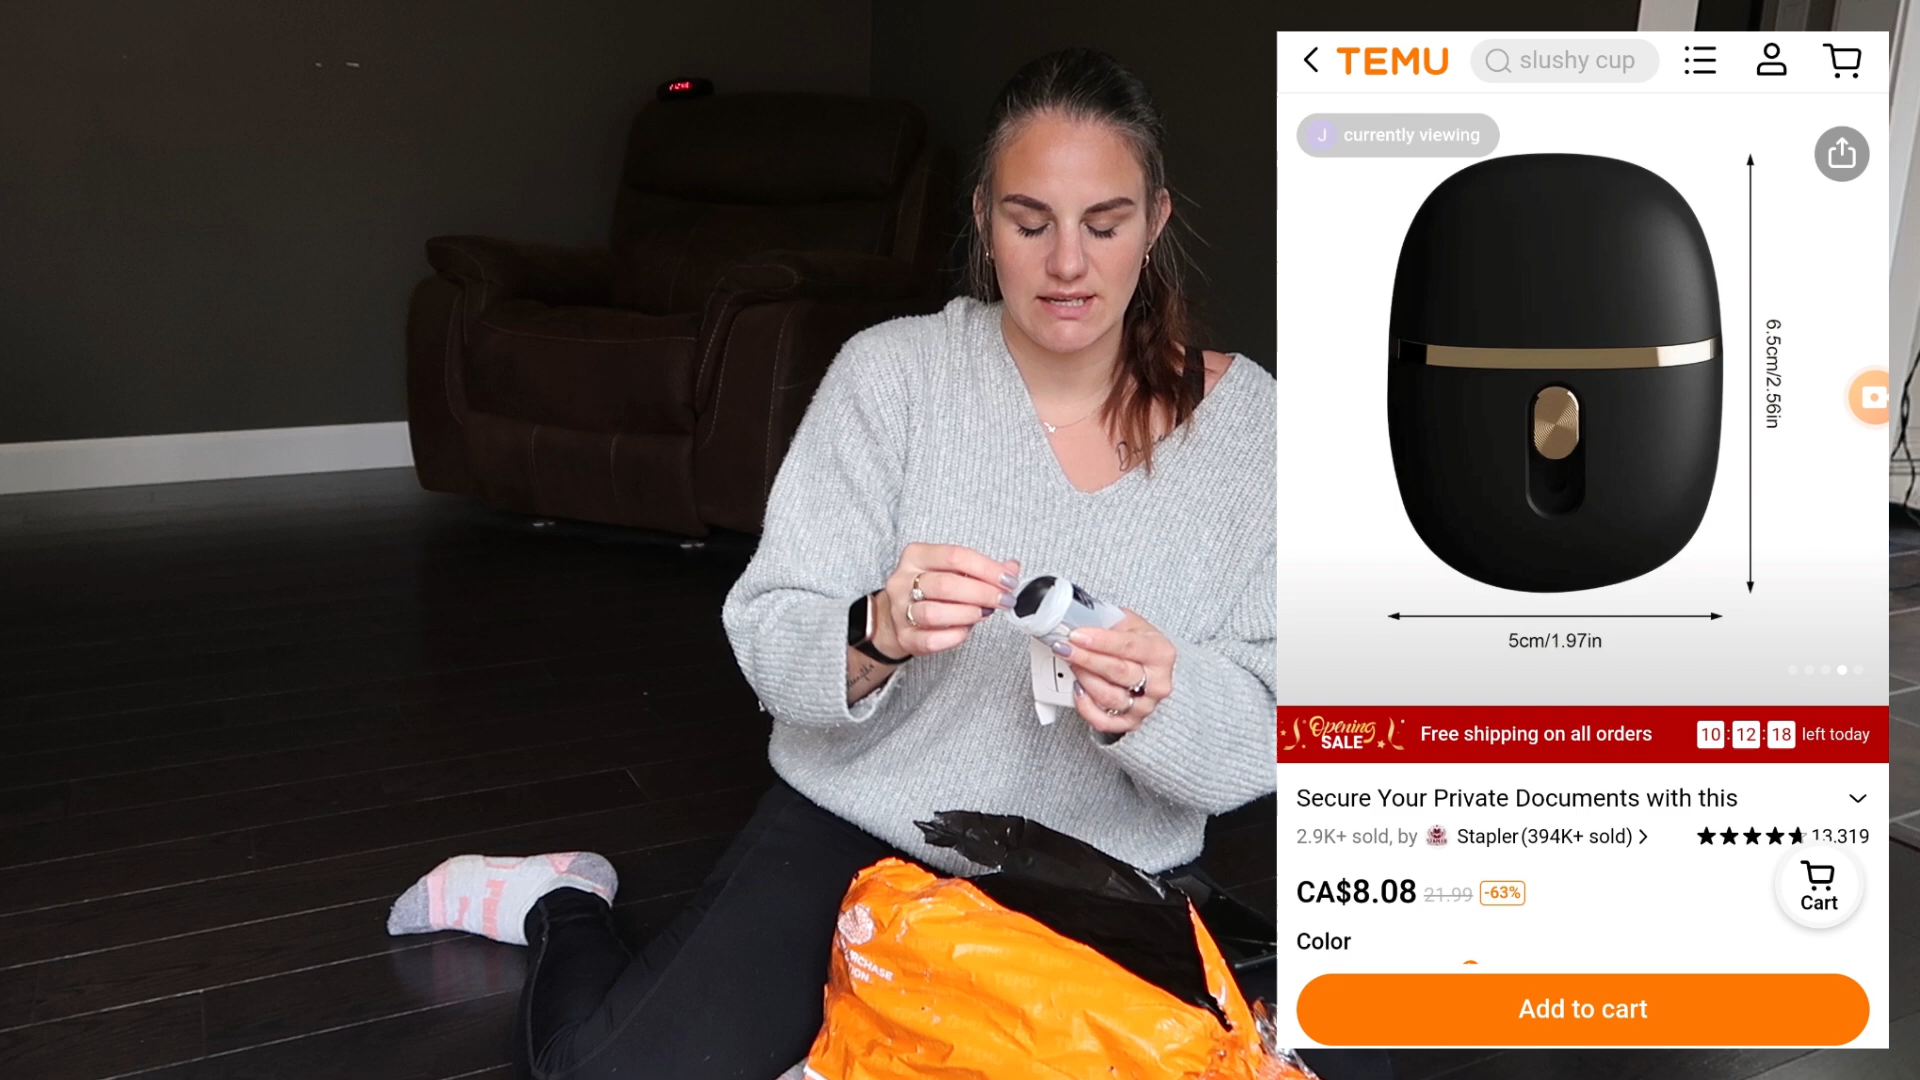 TEMU
slushy cup
J currently viewing
6.5cm/2.56in
5cm/1.97in
Opening
SALE
Free shipping on all orders
10:12:18 left today
Secure Your Private Documents with this
2.9K+ sold, by Stapler(394K+ sold)
13,319
CA$8.08 21.99 -63%
Cart
Color
Add to cart